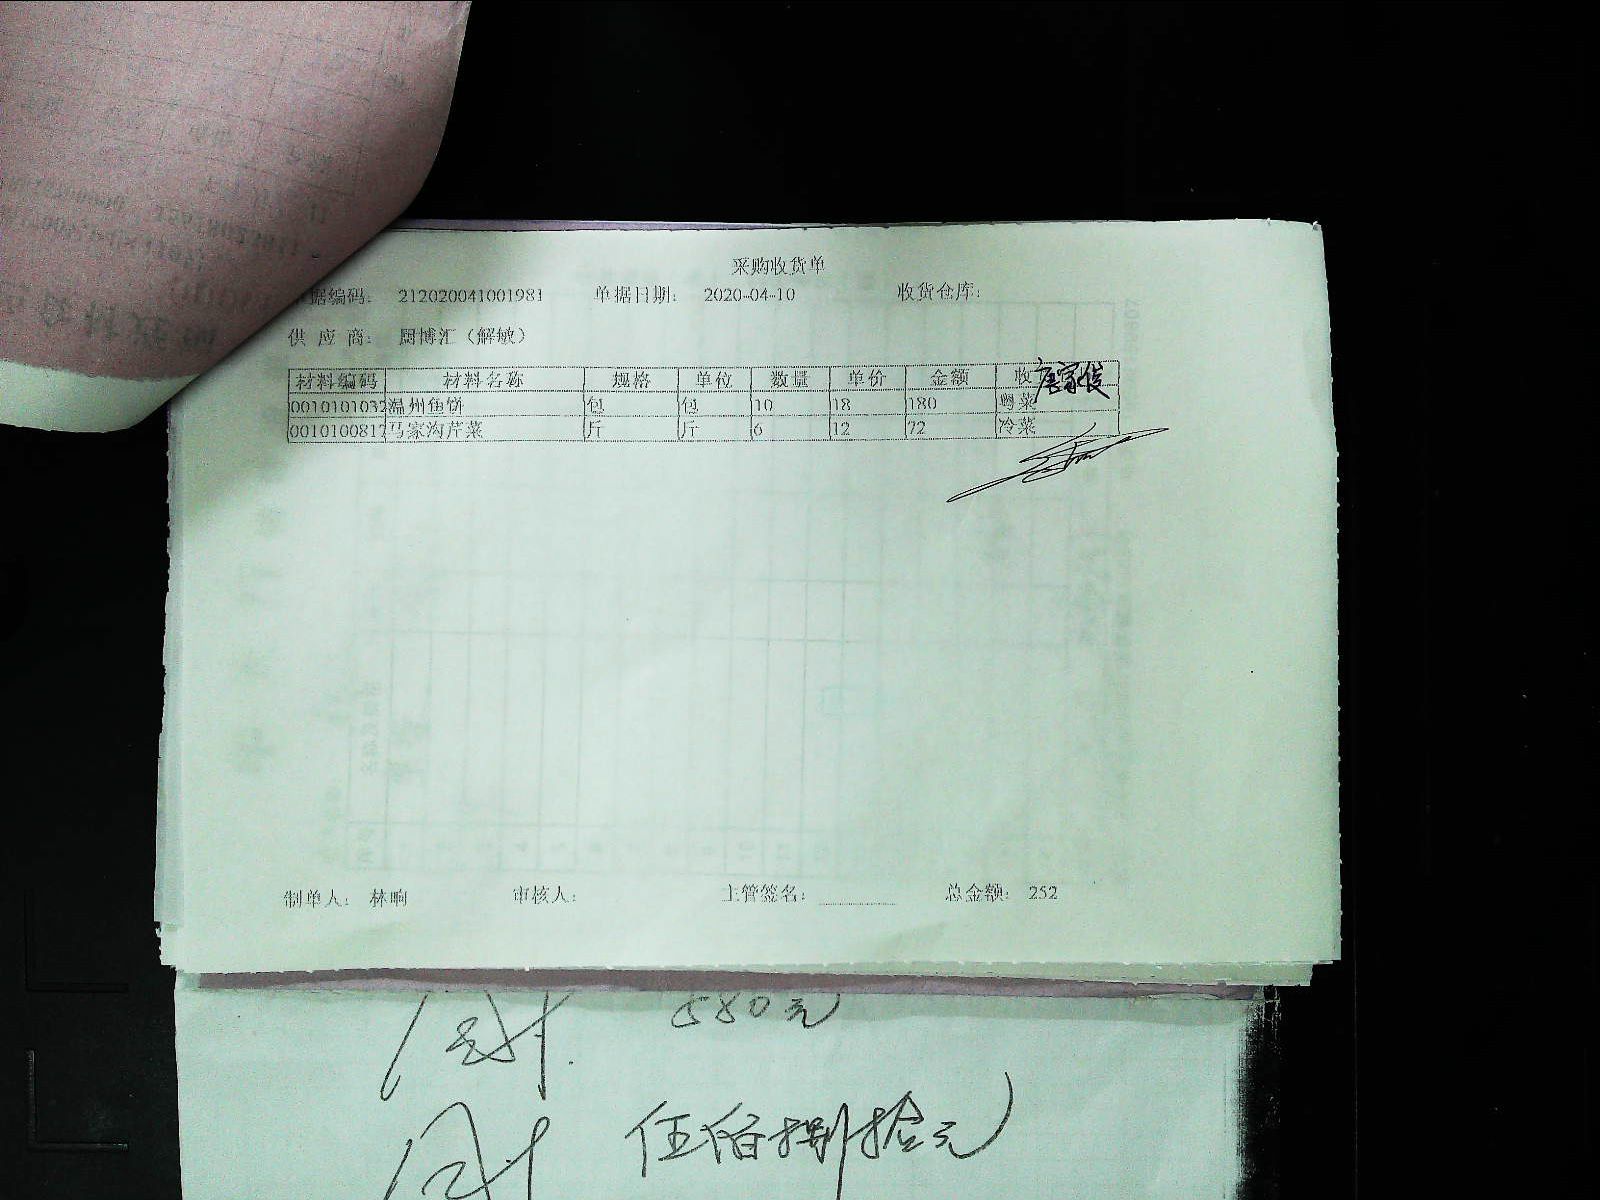 采购收货单
据编码： 212020041001981 单据日期： 2020-04-10 收货仓库：
供 应 商： 厨博汇（解敏）
材料编码 材料名称 规格 单位 数量 单价 金额 收 唐家俊
0010101032 温州鱼饼 包 包 10 18 180 粤菜
0010100817 马家沟芹菜 斤 斤 6 12 72 冷菜
制单人： 林响 审核人： 主管签名： 总金额： 252
580元
伍佰捌拾元